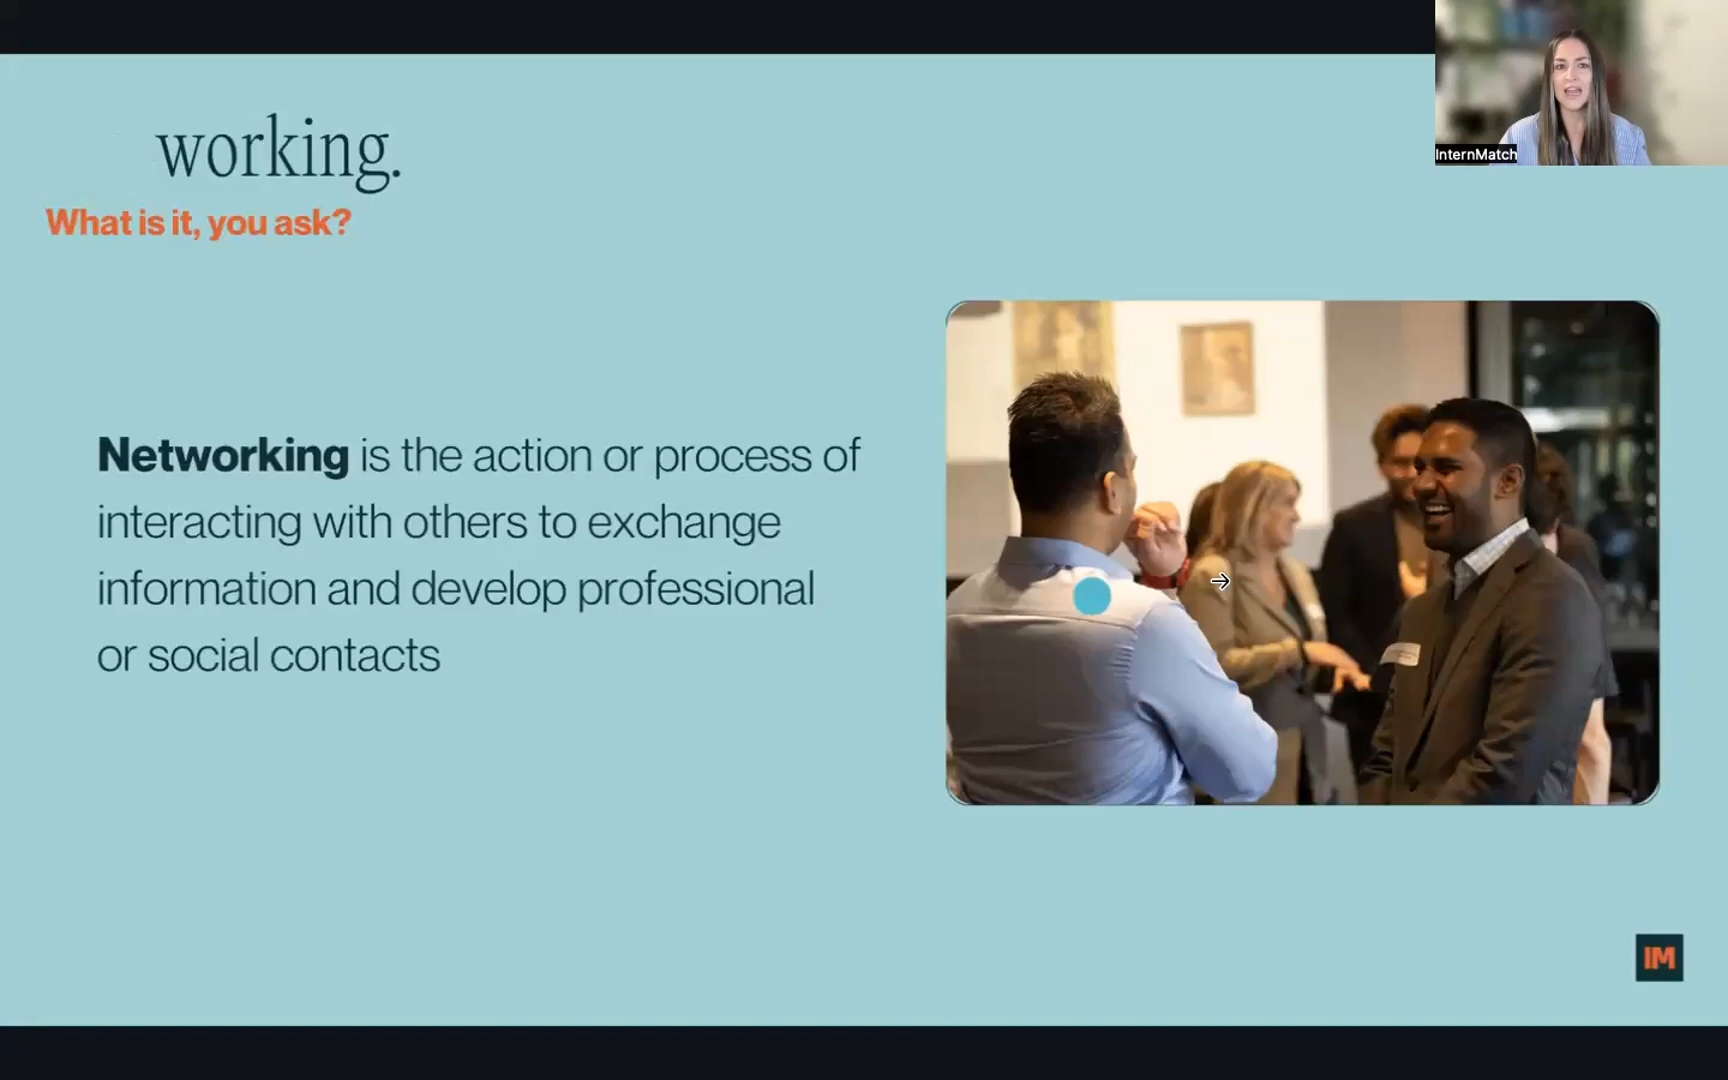 InternMatch
working.
What is it, you ask?
Networking is the action or process of
interacting with others to exchange
information and develop professional
or social contacts
iM